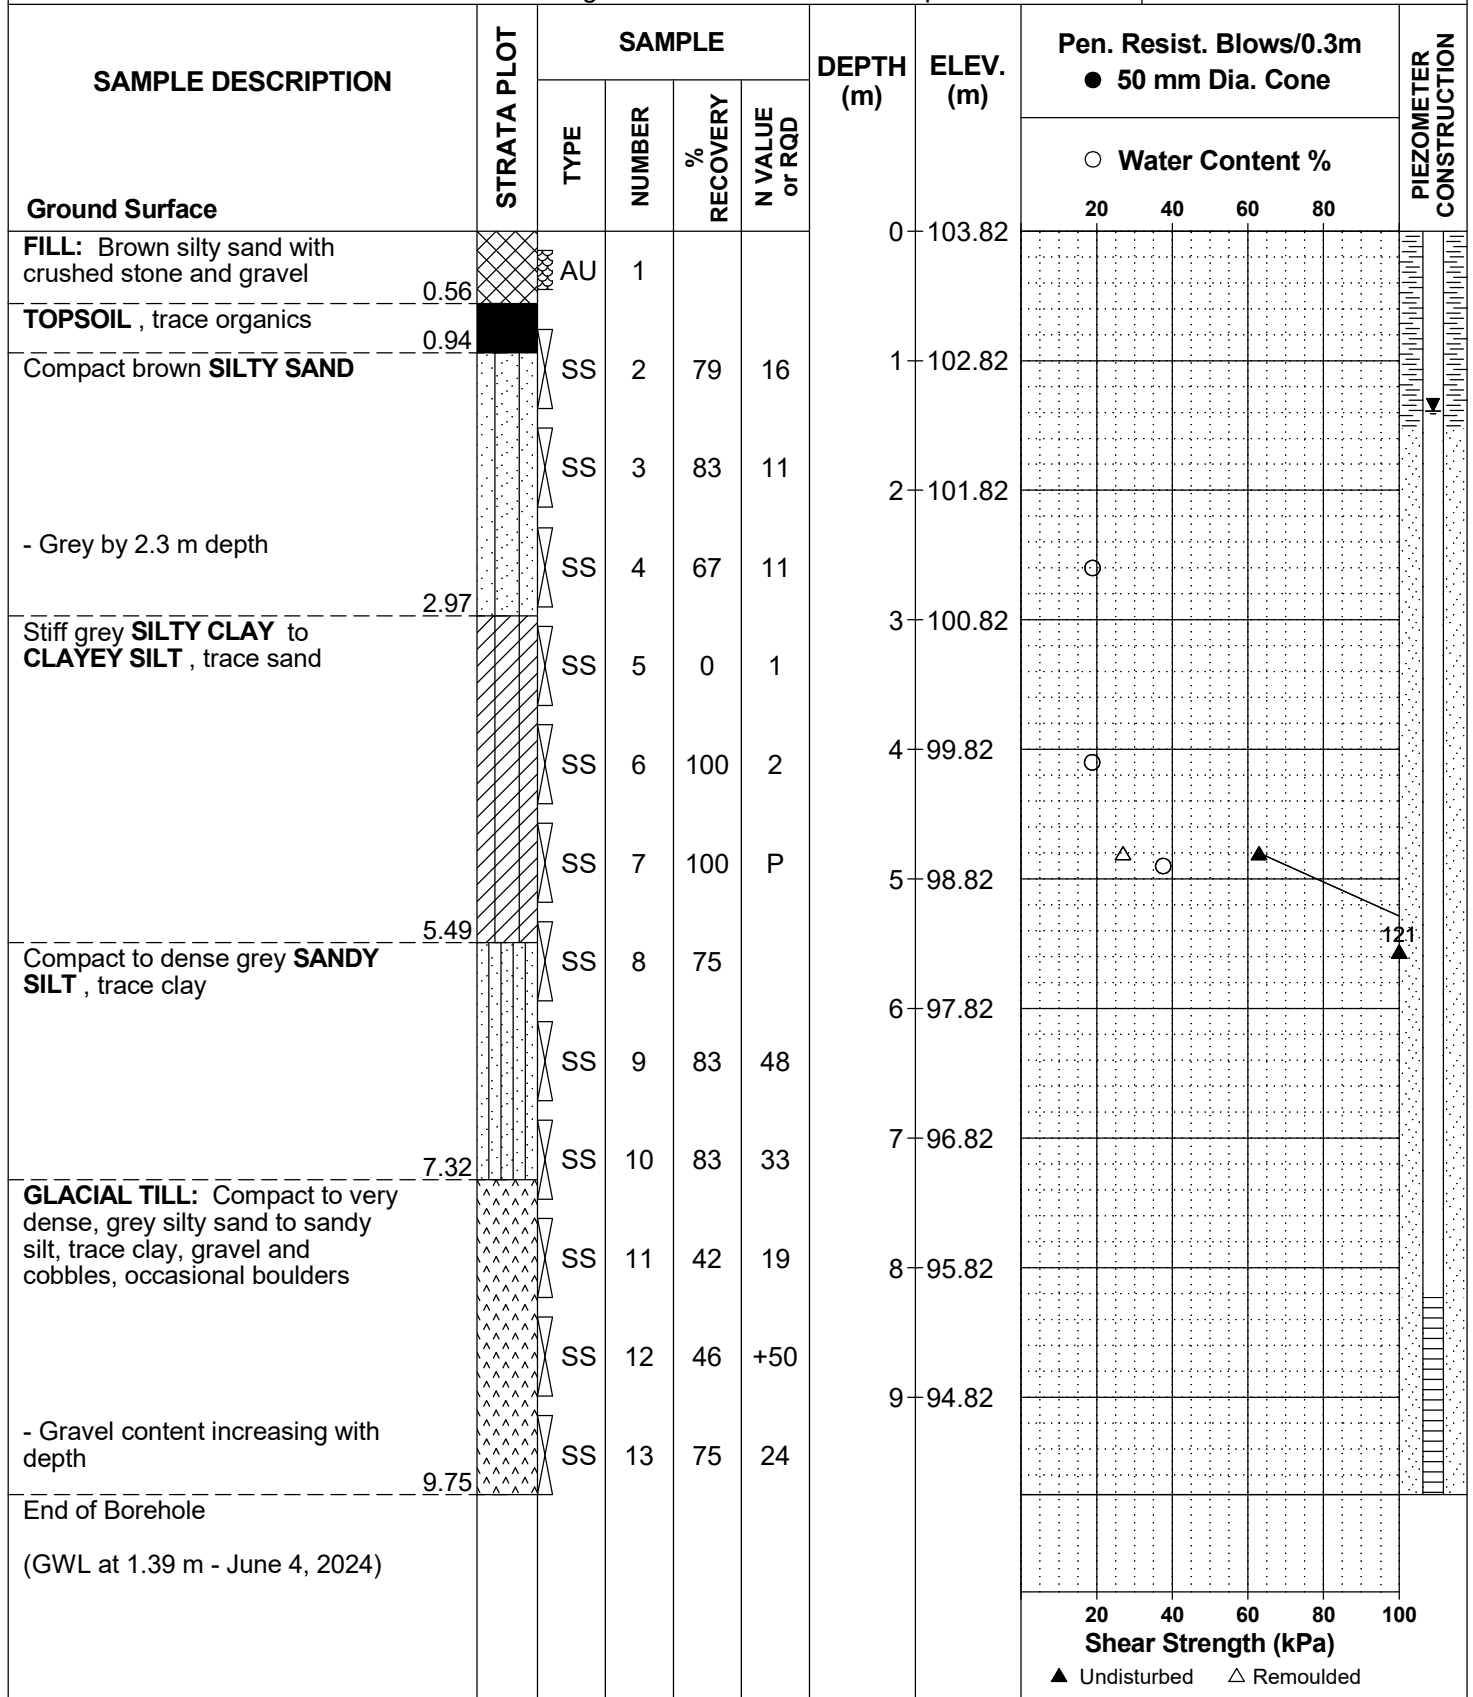 SAMPLE DESCRIPTION
STRATA PLOT
SAMPLE
TYPE
NUMBER
% RECOVERY
N VALUE or RQD
DEPTH (m)
ELEV. (m)
Pen. Resist. Blows/0.3m
● 50 mm Dia. Cone
○ Water Content %
PIEZOMETER CONSTRUCTION
20 40 60 80
Ground Surface
0 103.82
FILL: Brown silty sand with
crushed stone and gravel
0.56
AU 1
TOPSOIL , trace organics
0.94
Compact brown SILTY SAND
SS 2 79 16
1 102.82
SS 3 83 11
2 101.82
- Grey by 2.3 m depth
SS 4 67 11
2.97
3 100.82
Stiff grey SILTY CLAY to
CLAYEY SILT , trace sand
SS 5 0 1
4 99.82
SS 6 100 2
SS 7 100 P
5 98.82
5.49
121
Compact to dense grey SANDY
SILT , trace clay
SS 8 75
6 97.82
SS 9 83 48
7 96.82
SS 10 83 33
7.32
GLACIAL TILL: Compact to very
dense, grey silty sand to sandy
silt, trace clay, gravel and
cobbles, occasional boulders
SS 11 42 19
8 95.82
SS 12 46 +50
9 94.82
- Gravel content increasing with
depth
SS 13 75 24
9.75
End of Borehole
(GWL at 1.39 m - June 4, 2024)
20 40 60 80 100
Shear Strength (kPa)
▲ Undisturbed △ Remoulded